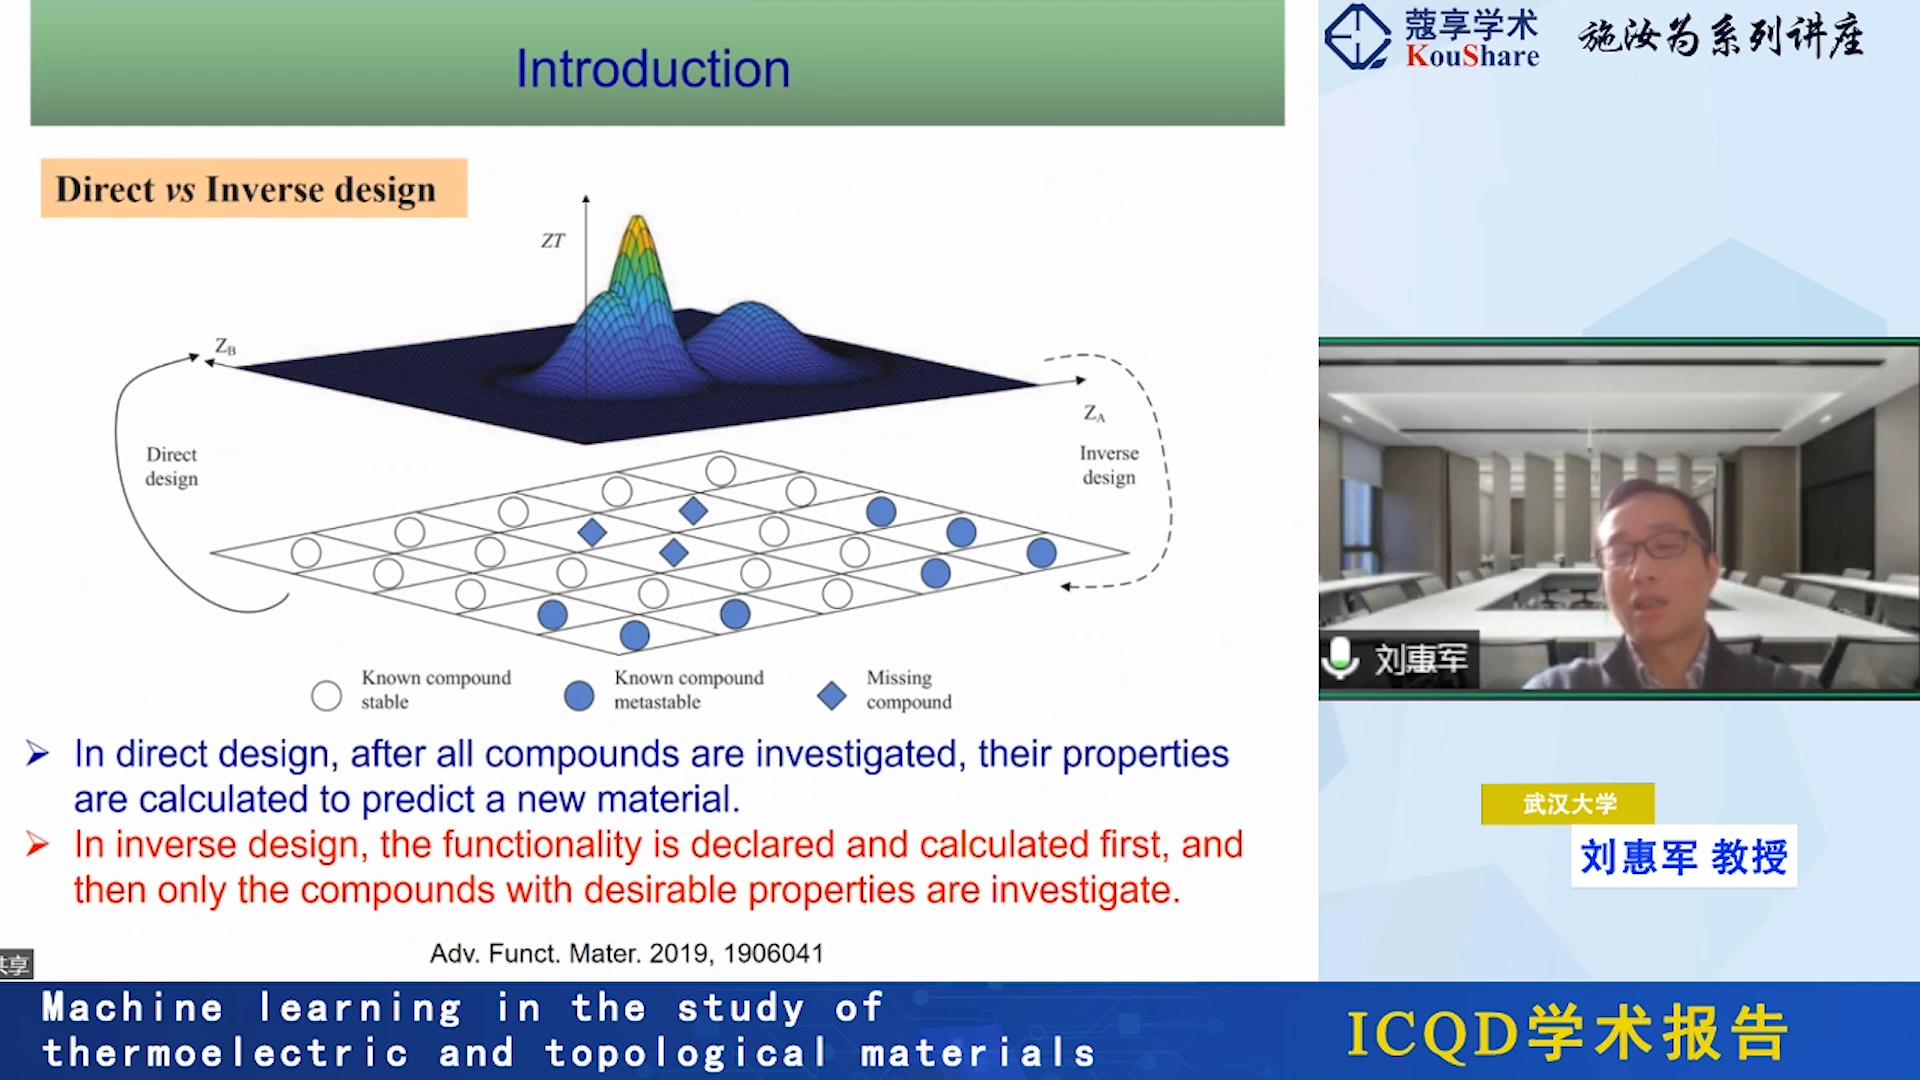 Introduction
Direct vs Inverse design
ZT
Z_B
Z_A
Direct
design
Inverse
design
Known compound
stable
Known compound
metastable
Missing
compound
➢ In direct design, after all compounds are investigated, their properties
are calculated to predict a new material.
➢ In inverse design, the functionality is declared and calculated first, and
then only the compounds with desirable properties are investigate.
Adv. Funct. Mater. 2019, 1906041
共享
蔻享学术
KouShare
施汝为系列讲座
刘惠军
武汉大学
刘惠军 教授
Machine learning in the study of
thermoelectric and topological materials
ICQD学术报告